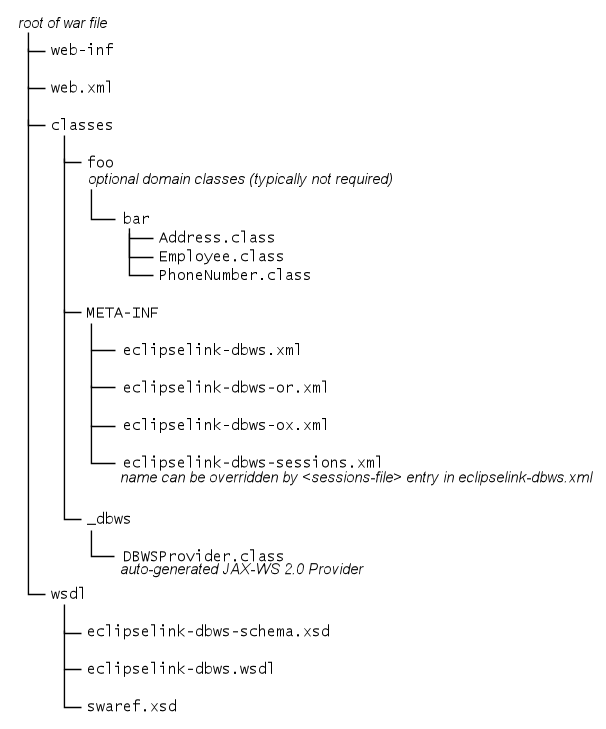 root of war file
web-inf
web.xml
classes
foo
optional domain classes (typically not required)
bar
Address.class
Employee.class
PhoneNumber.class
META-INF
eclipselink-dbws.xml
eclipselink-dbws-or.xml
eclipselink-dbws-ox.xml
eclipselink-dbws-sessions.xml
name can be overridden by <sessions-file> entry in eclipselink-dbws.xml
_dbws
DBWSProvider.class
auto-generated JAX-WS 2.0 Provider
wsdl
eclipselink-dbws-schema.xsd
eclipselink-dbws.wsdl
swaref.xsd